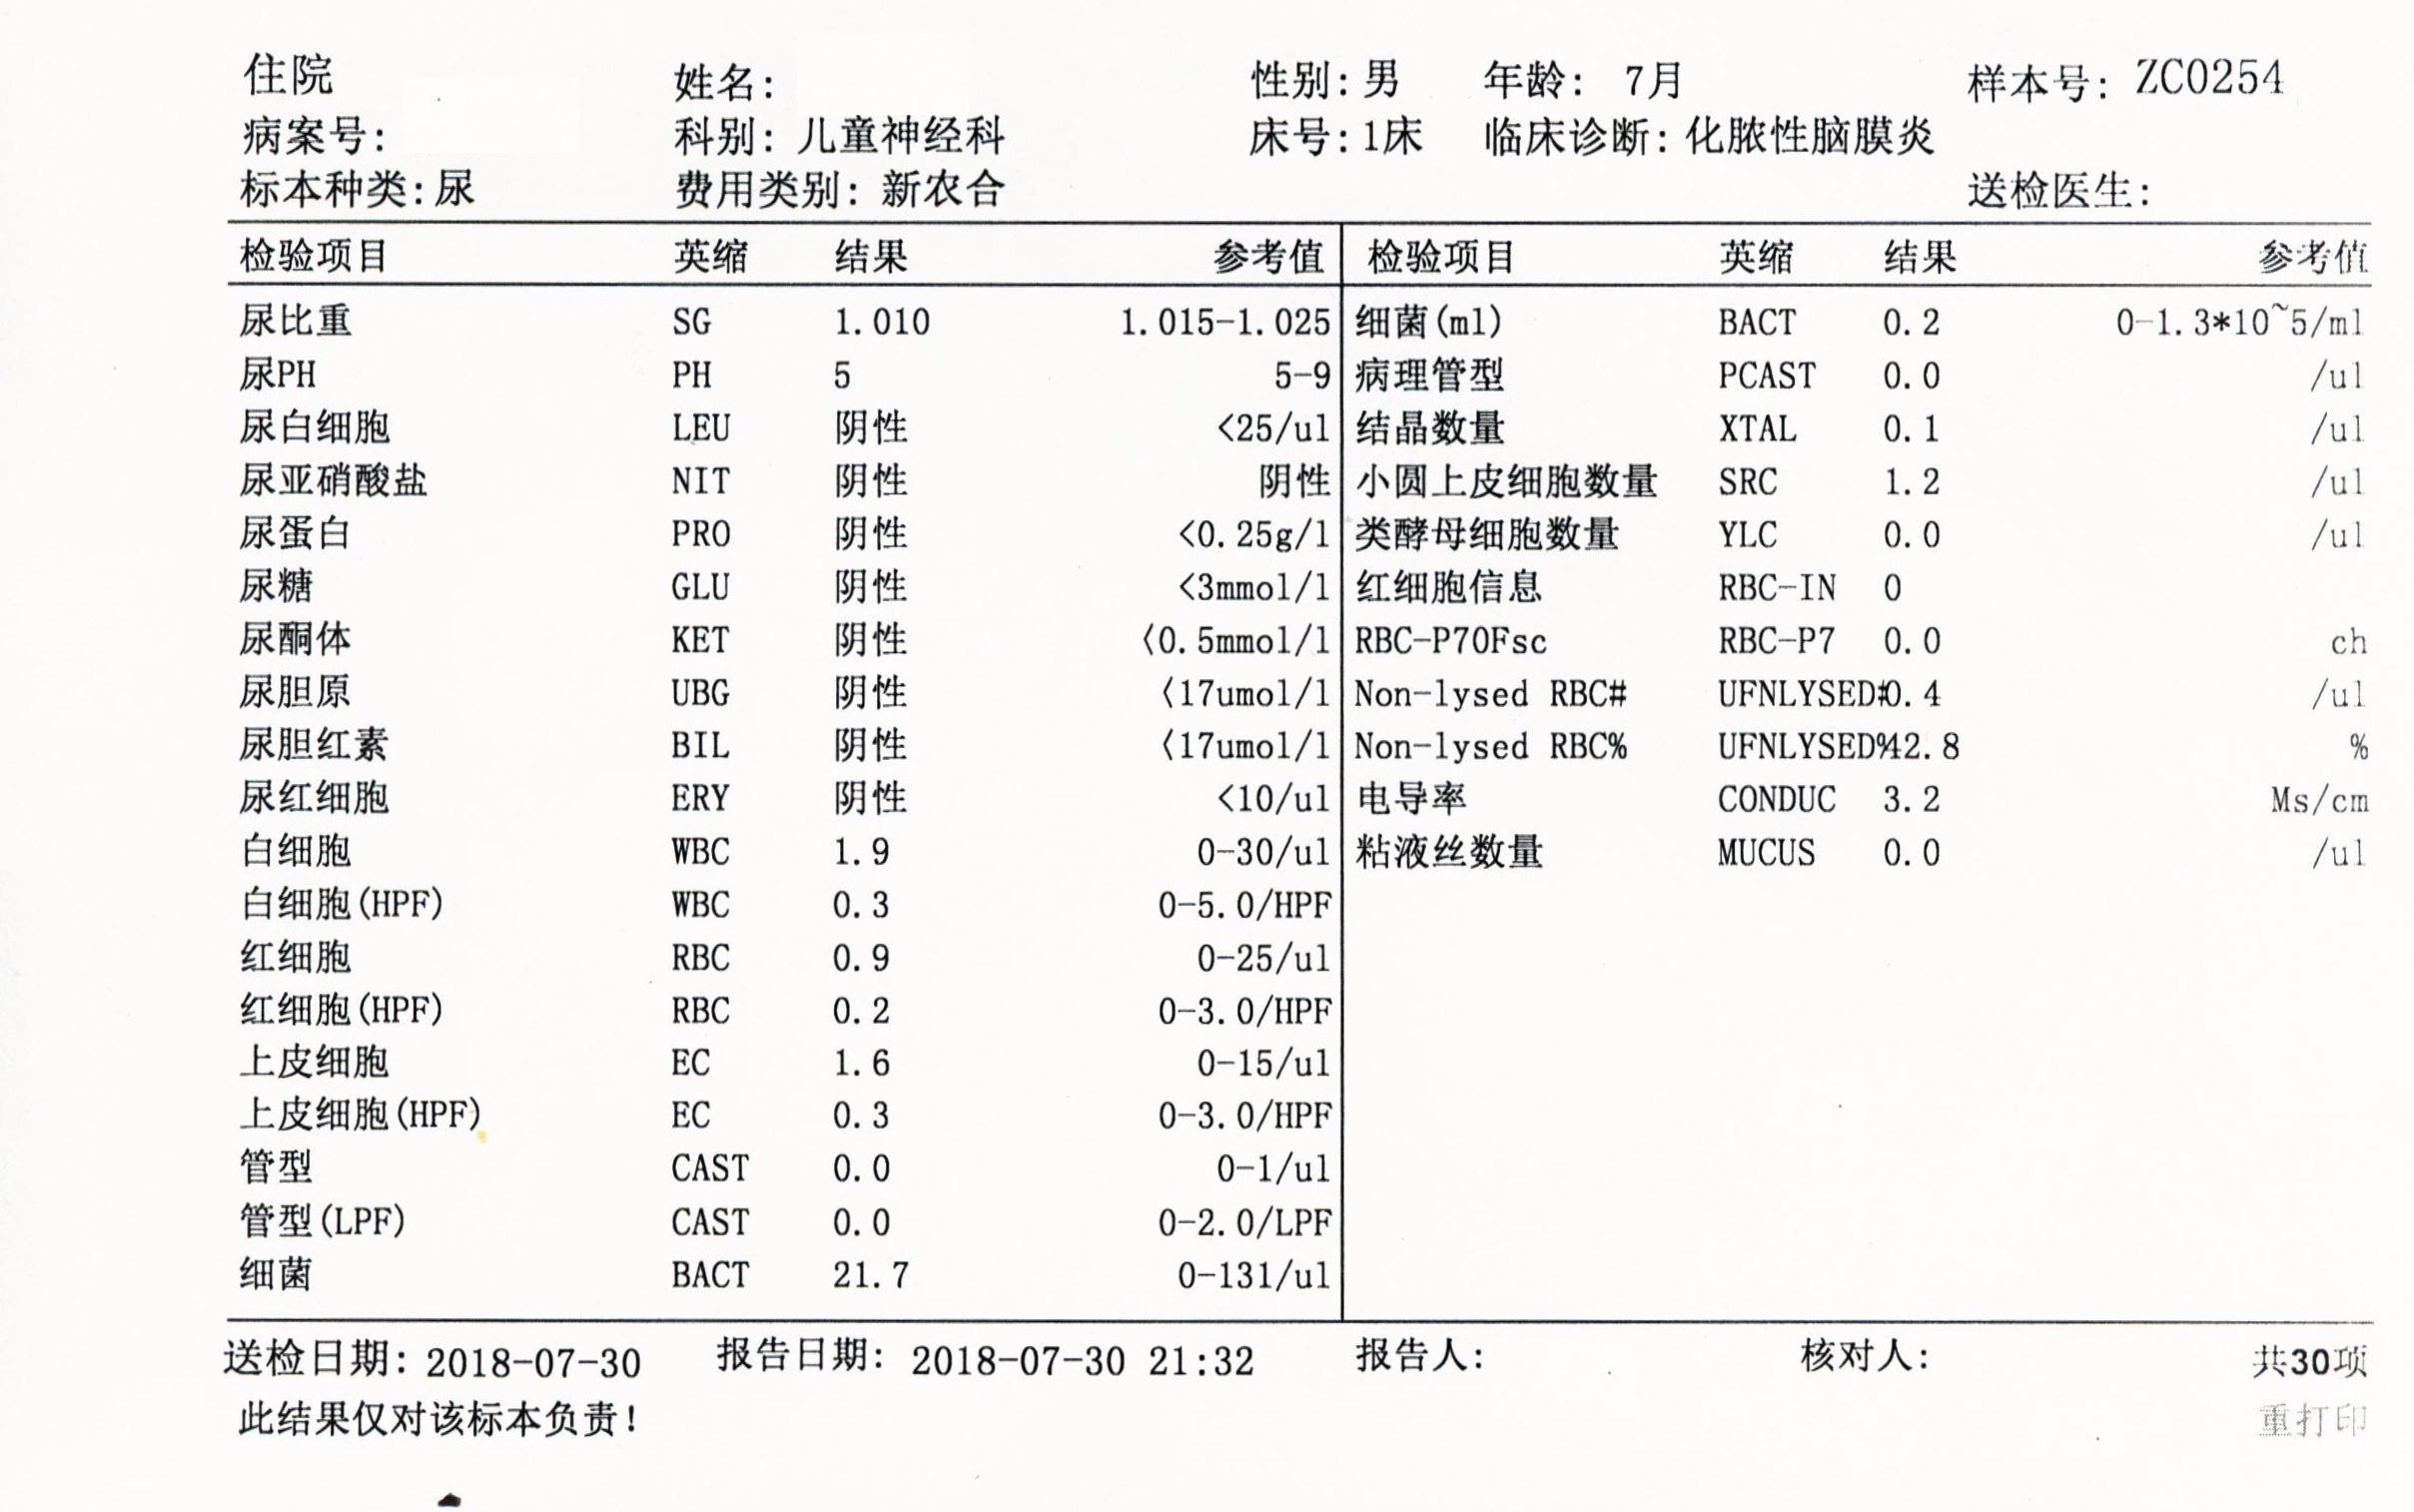 住院 姓名: 性别: 男 年龄: 7月 样本号: ZC0254
病案号: 科别: 儿童神经科 床号: 1床 临床诊断: 化脓性脑膜炎
标本种类: 尿 费用类别: 新农合 送检医生:
检验项目 英缩 结果 参考值 检验项目 英缩 结果 参考值
尿比重 SG 1.010 1.015-1.025 细菌(ml) BACT 0.2 0-1.3*10~5/ml
尿PH PH 5 5-9 病理管型 PCAST 0.0 /ul
尿白细胞 LEU 阴性 <25/ul 结晶数量 XTAL 0.1 /ul
尿亚硝酸盐 NIT 阴性 阴性 小圆上皮细胞数量 SRC 1.2 /ul
尿蛋白 PRO 阴性 <0.25g/l 类酵母细胞数量 YLC 0.0 /ul
尿糖 GLU 阴性 <3mmol/l 红细胞信息 RBC-IN 0
尿酮体 KET 阴性 〈0.5mmol/l RBC-P70Fsc RBC-P7 0.0 ch
尿胆原 UBG 阴性 〈17umol/l Non-lysed RBC# UFNLYSED#0.4 /ul
尿胆红素 BIL 阴性 〈17umol/l Non-lysed RBC% UFNLYSED%42.8 %
尿红细胞 ERY 阴性 <10/ul 电导率 CONDUC 3.2 Ms/cm
白细胞 WBC 1.9 0-30/ul 粘液丝数量 MUCUS 0.0 /ul
白细胞(HPF) WBC 0.3 0-5.0/HPF
红细胞 RBC 0.9 0-25/ul
红细胞(HPF) RBC 0.2 0-3.0/HPF
上皮细胞 EC 1.6 0-15/ul
上皮细胞(HPF) EC 0.3 0-3.0/HPF
管型 CAST 0.0 0-1/ul
管型(LPF) CAST 0.0 0-2.0/LPF
细菌 BACT 21.7 0-131/ul
送检日期: 2018-07-30 报告日期: 2018-07-30 21:32 报告人: 核对人: 共30项
此结果仅对该标本负责! 重打印